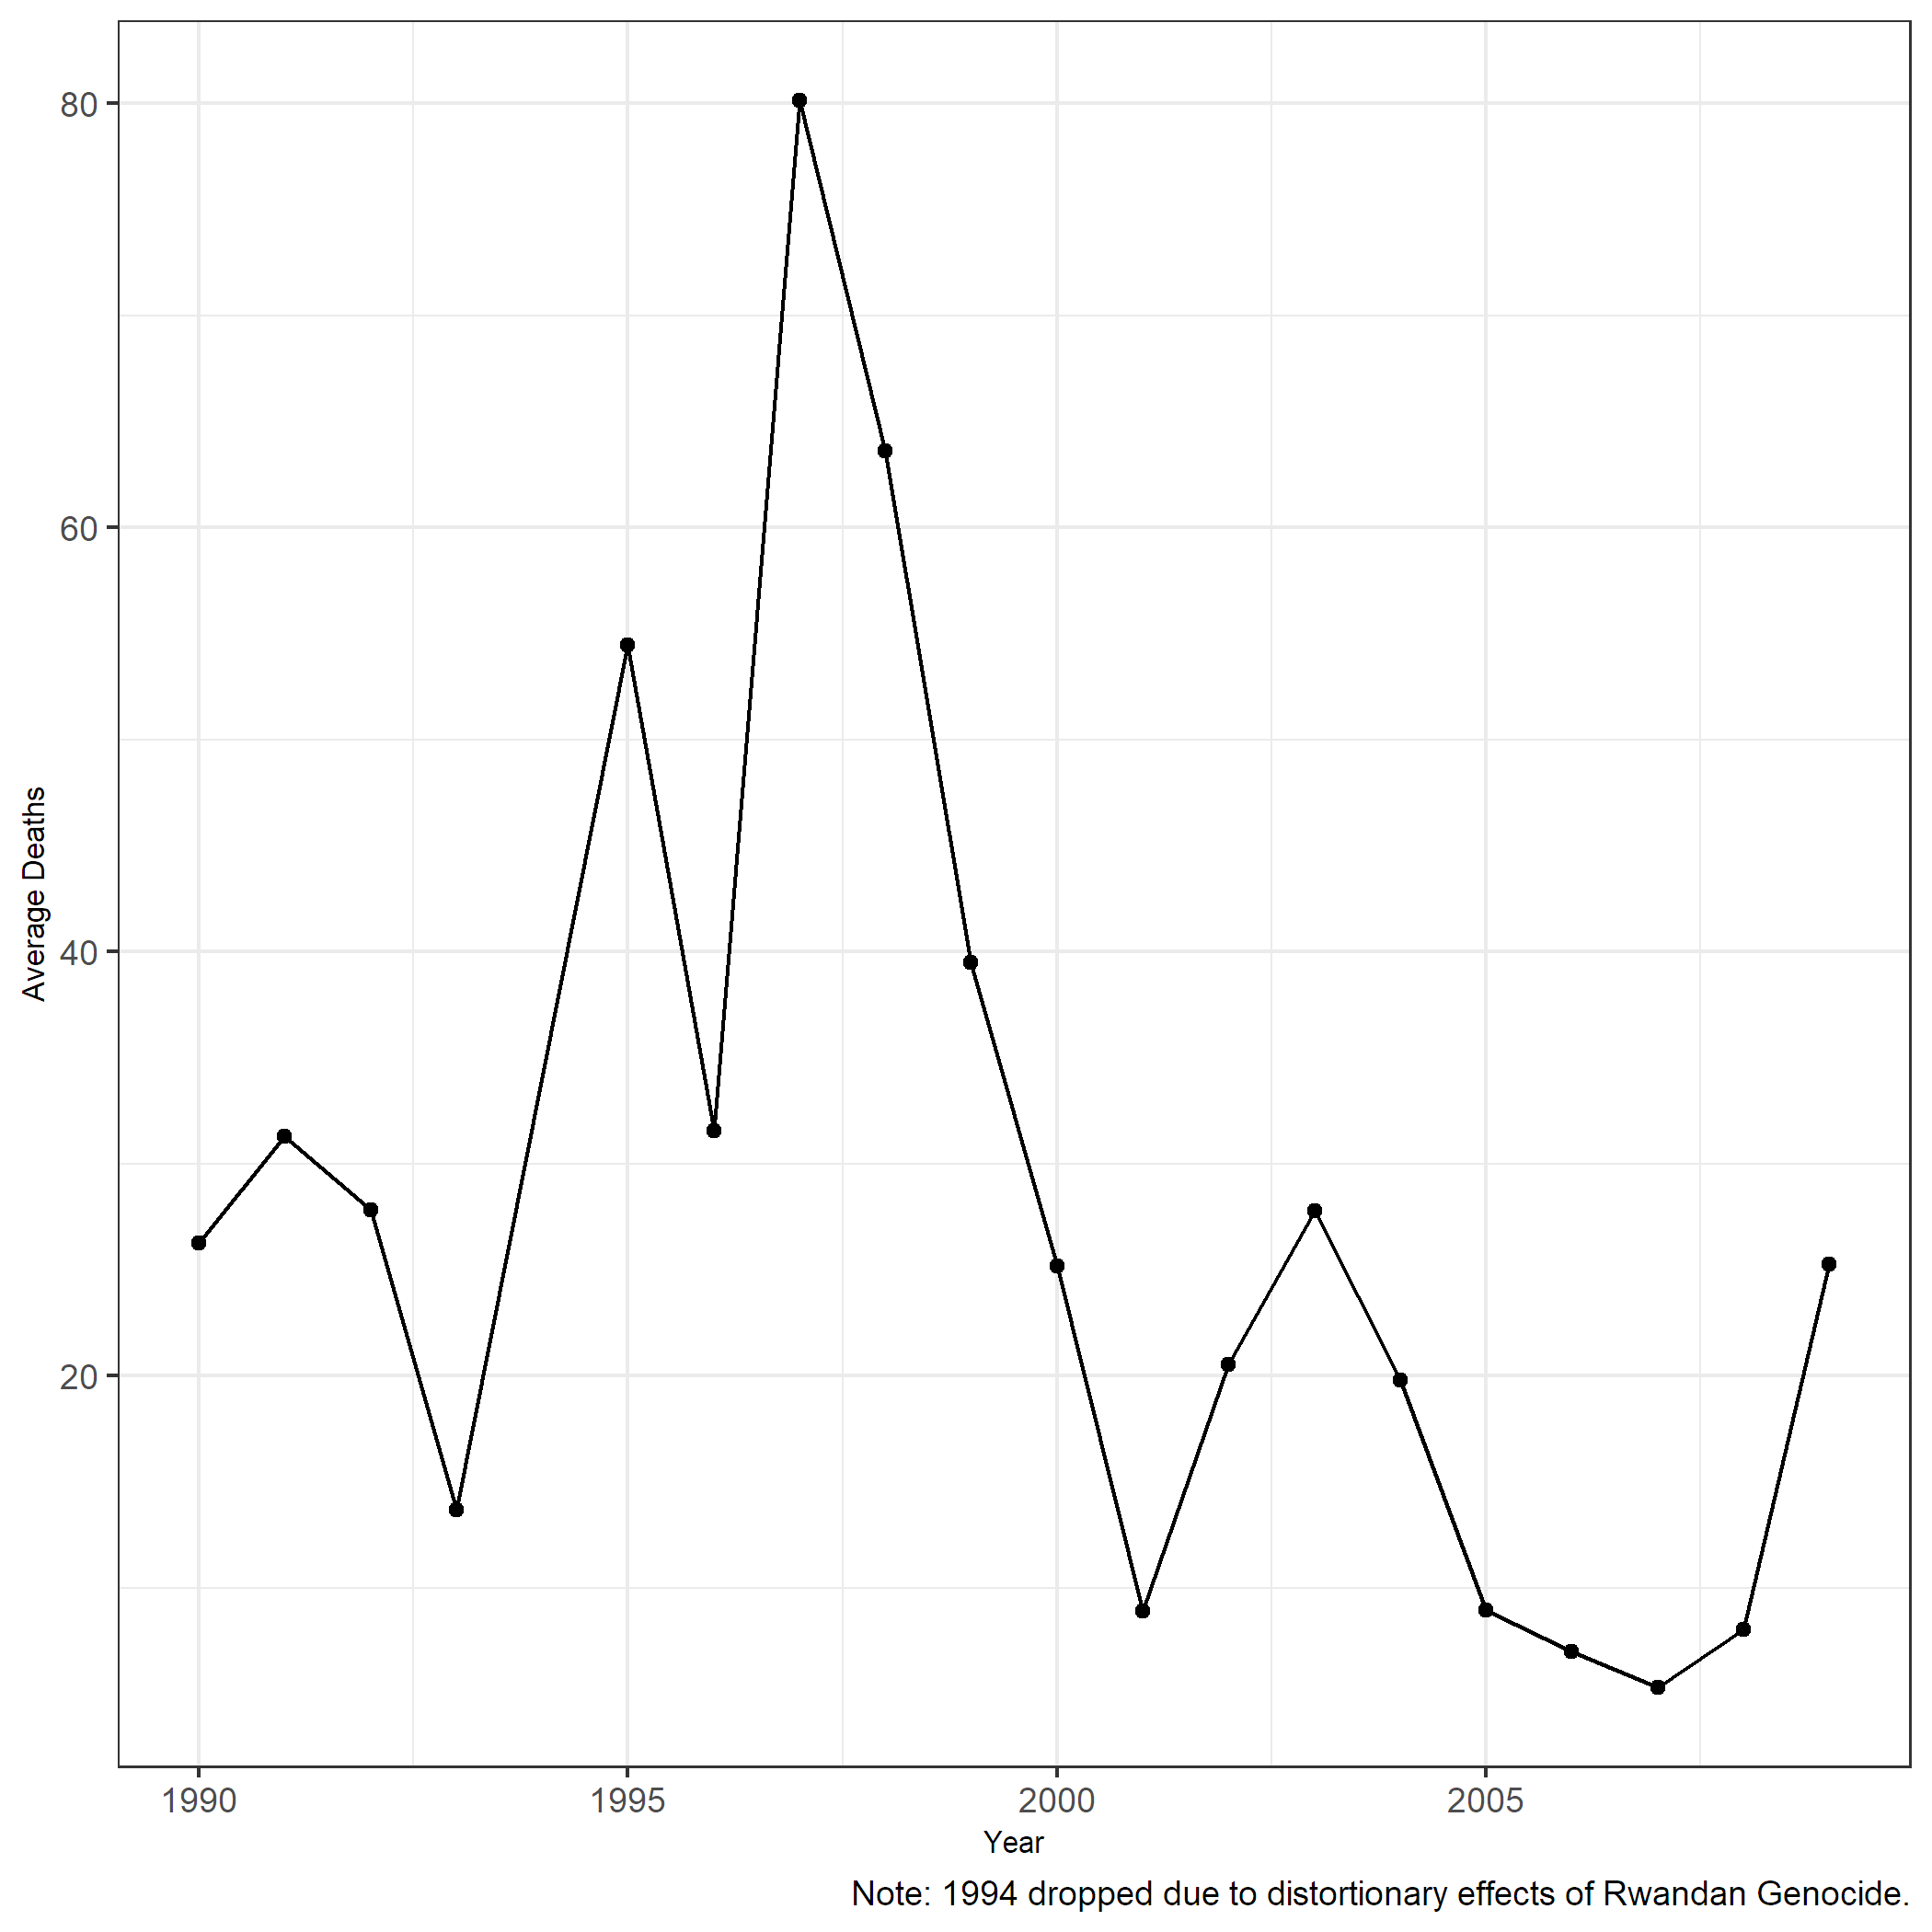 80
60
40
20
Average Deaths
1990 1995 2000 2005
Year
Note: 1994 dropped due to distortionary effects of Rwandan Genocide.